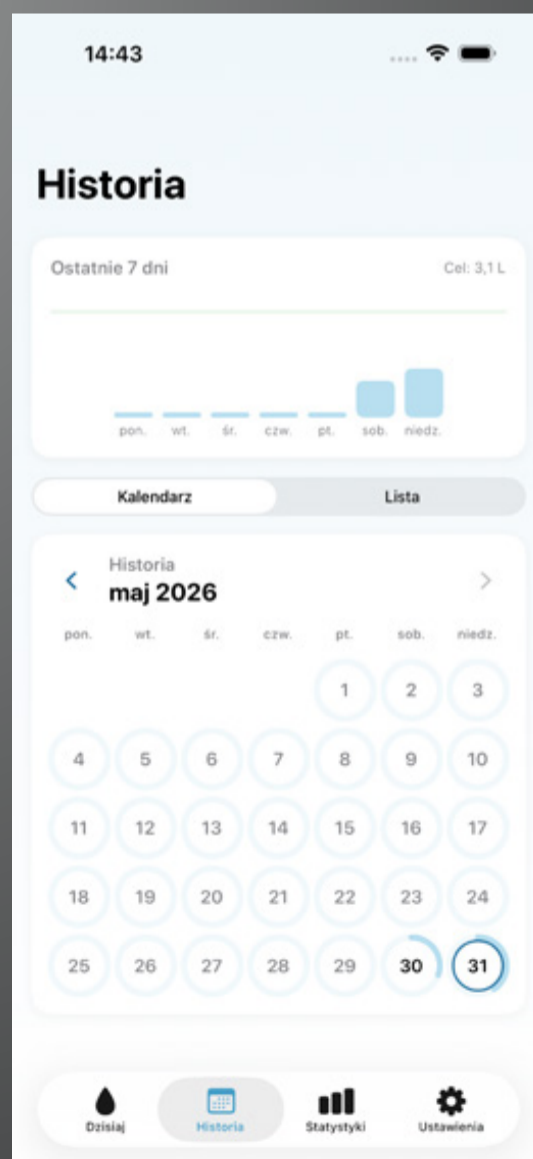 14:43
Historia
Ostatnie 7 dni Cel: 3,1 L
pon. wt. śr. czw. pt. sob. niedz.
Kalendarz Lista
Historia
maj 2026
pon. wt. śr. czw. pt. sob. niedz.
1 2 3
4 5 6 7 8 9 10
11 12 13 14 15 16 17
18 19 20 21 22 23 24
25 26 27 28 29 30 31
Dzisiaj Historia Statystyki Ustawienia